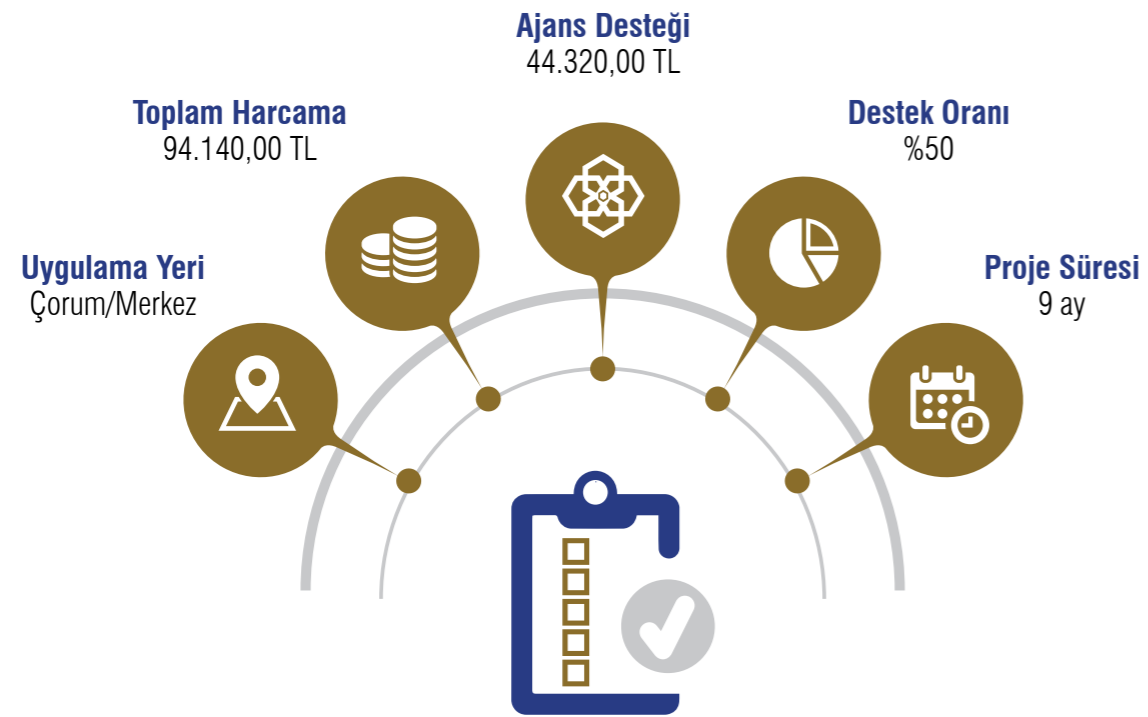 Ajans Desteği
44.320,00 TL
Toplam Harcama
94.140,00 TL
Destek Oranı
%50
Uygulama Yeri
Çorum/Merkez
Proje Süresi
9 ay